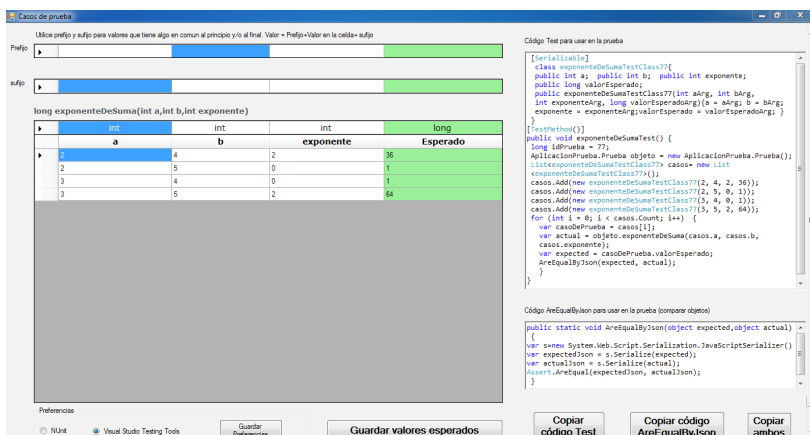 Casos de prueba
Utilice prefijo y sufijo para valores que tiene algo en comun al principio y/o al final. Valor = Prefijo+Valor en la celda+ sufijo
Prefijo
sufijo
long exponenteDeSuma(int a,int b,int exponente)
int int int long
a b exponente Esperado
2 4 2 36
2 5 0 1
3 4 0 1
3 5 2 64
Preferencias
NUnit Visual Studio Testing Tools Guardar Preferencias Guardar valores esperados
Código Test para usar en la prueba
[Serializable]
class exponenteDeSumaTestClass77{
public int a; public int b; public int exponente;
public long valorEsperado;
public exponenteDeSumaTestClass77(int aArg, int bArg,
int exponenteArg, long valorEsperadoArg){a = aArg; b = bArg;
exponente = exponenteArg;valorEsperado = valorEsperadoArg; }
}
[TestMethod()]
public void exponenteDeSumaTest() {
long idPrueba = 77;
AplicacionPrueba.Prueba objeto = new AplicacionPrueba.Prueba();
List<exponenteDeSumaTestClass77> casos= new List
<exponenteDeSumaTestClass77>();
casos.Add(new exponenteDeSumaTestClass77(2, 4, 2, 36));
casos.Add(new exponenteDeSumaTestClass77(2, 5, 0, 1));
casos.Add(new exponenteDeSumaTestClass77(3, 4, 0, 1));
casos.Add(new exponenteDeSumaTestClass77(3, 5, 2, 64));
for (int i = 0; i < casos.Count; i++) {
var casoDePrueba = casos[i];
var actual = objeto.exponenteDeSuma(casos.a, casos.b,
casos.exponente);
var expected = casoDePrueba.valorEsperado;
AreEqualByJson(expected, actual);
}
}
Código AreEqualByJson para usar en la prueba (comparar objetos)
public static void AreEqualByJson(object expected,object actual)
{
var s=new System.Web.Script.Serialization.JavaScriptSerializer()
var expectedJson = s.Serialize(expected);
var actualJson = s.Serialize(actual);
Assert.AreEqual(expectedJson, actualJson);
}
Copiar código Test
Copiar código AreEqualByJson
Copiar ambos